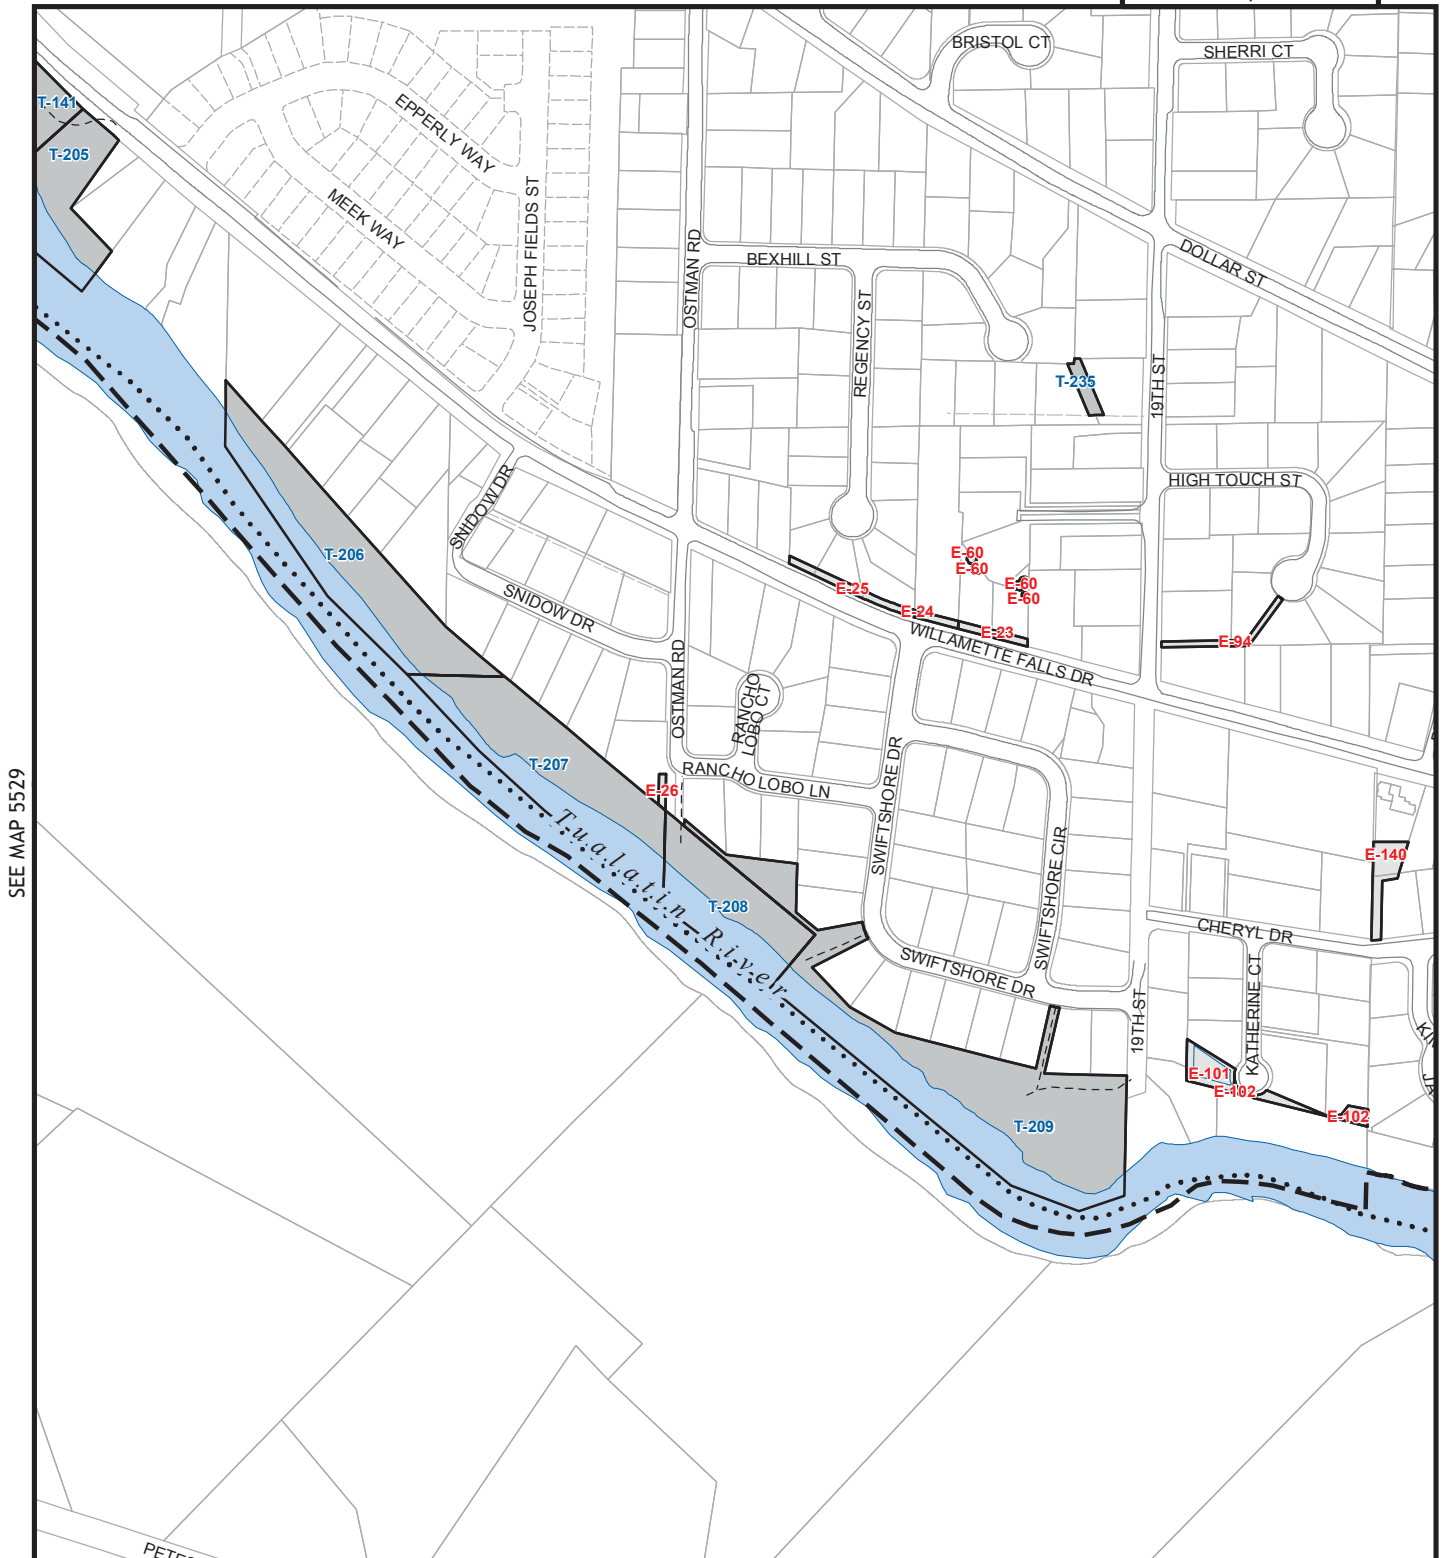 BRISTOL CT
SHERRI CT
T-141
EPPERLY WAY
T-205
MEEK WAY
JOSEPH FIELDS ST
OSTMAN RD
BEXHILL ST
DOLLAR ST
REGENCY ST
T-235
19TH ST
HIGH TOUCH ST
SNIDOW DR
T-206
E-60
E-60
E-60
E-60
E-25
E-24
E-23
WILLAMETTE FALLS DR
E-94
SNIDOW DR
OSTMAN RD
RANCHO
LOBO CT
T-207
RANCHO LOBO LN
E-26
SWIFTSHORE DR
SWIFTSHORE CIR
SEE MAP 5529
Tualatin River
E-140
T-208
CHERYL DR
SWIFTSHORE DR
19TH ST
KATHERINE CT
E-101
E-102
E-102
T-209